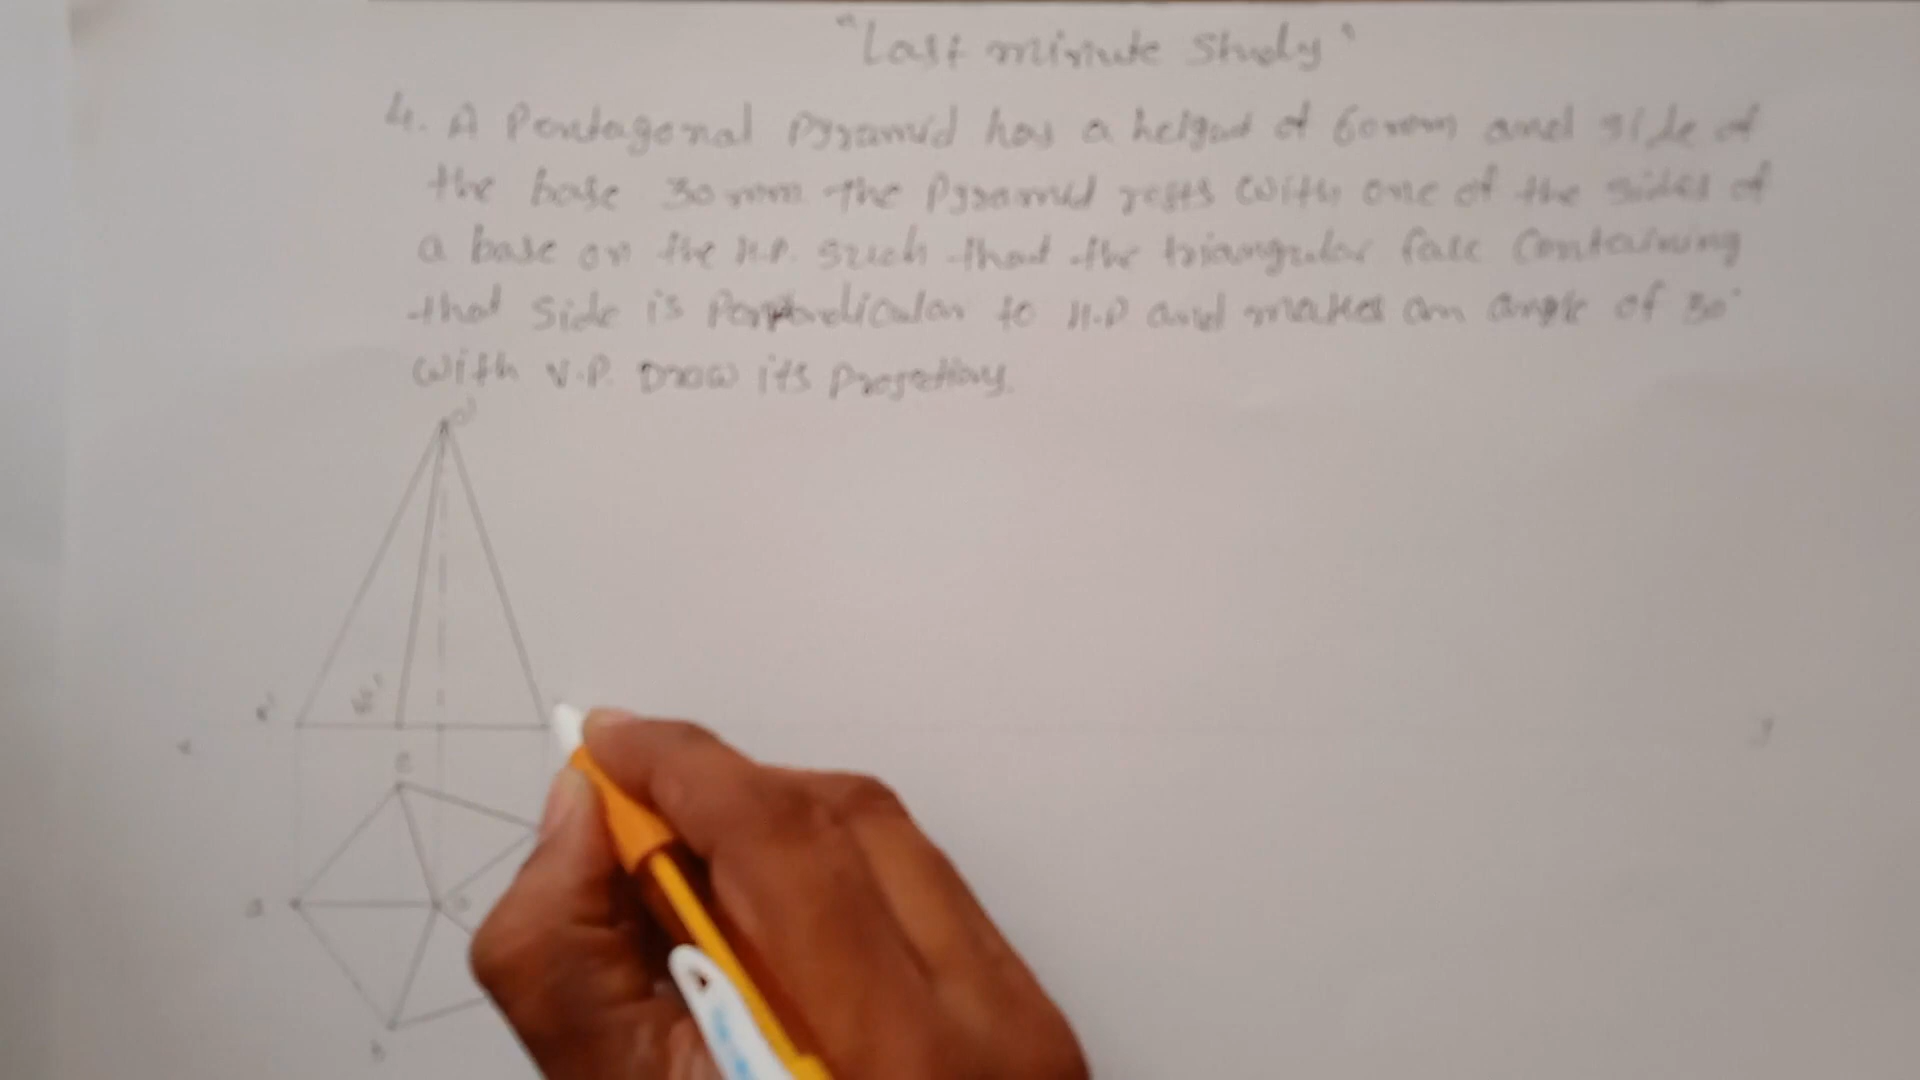 "Last minute Study"
4. A Pentagonal Pyramid has a height of 60mm and side of
the base 30mm. The Pyramid rests with one of the sides of
a base on the H.P. such that the triangular face Containing
that side is Perpendicular to H.P and makes an angle of 30°
with V.P. Draw its Projections.
o'
a'
x
y
e
a
o
b